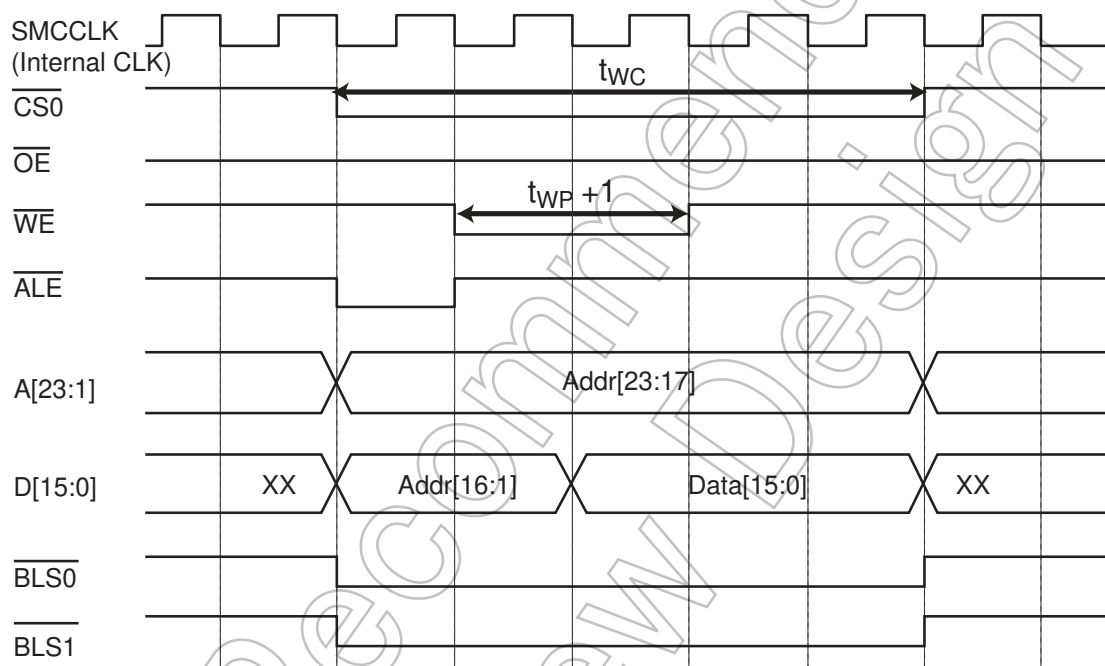 SMCCLK
(Internal CLK)
tWC
CS0
OE
tWP +1
WE
ALE
Addr[23:17]
A[23:1]
D[15:0]
XX
Addr[16:1]
Data[15:0]
XX
BLS0
BLS1